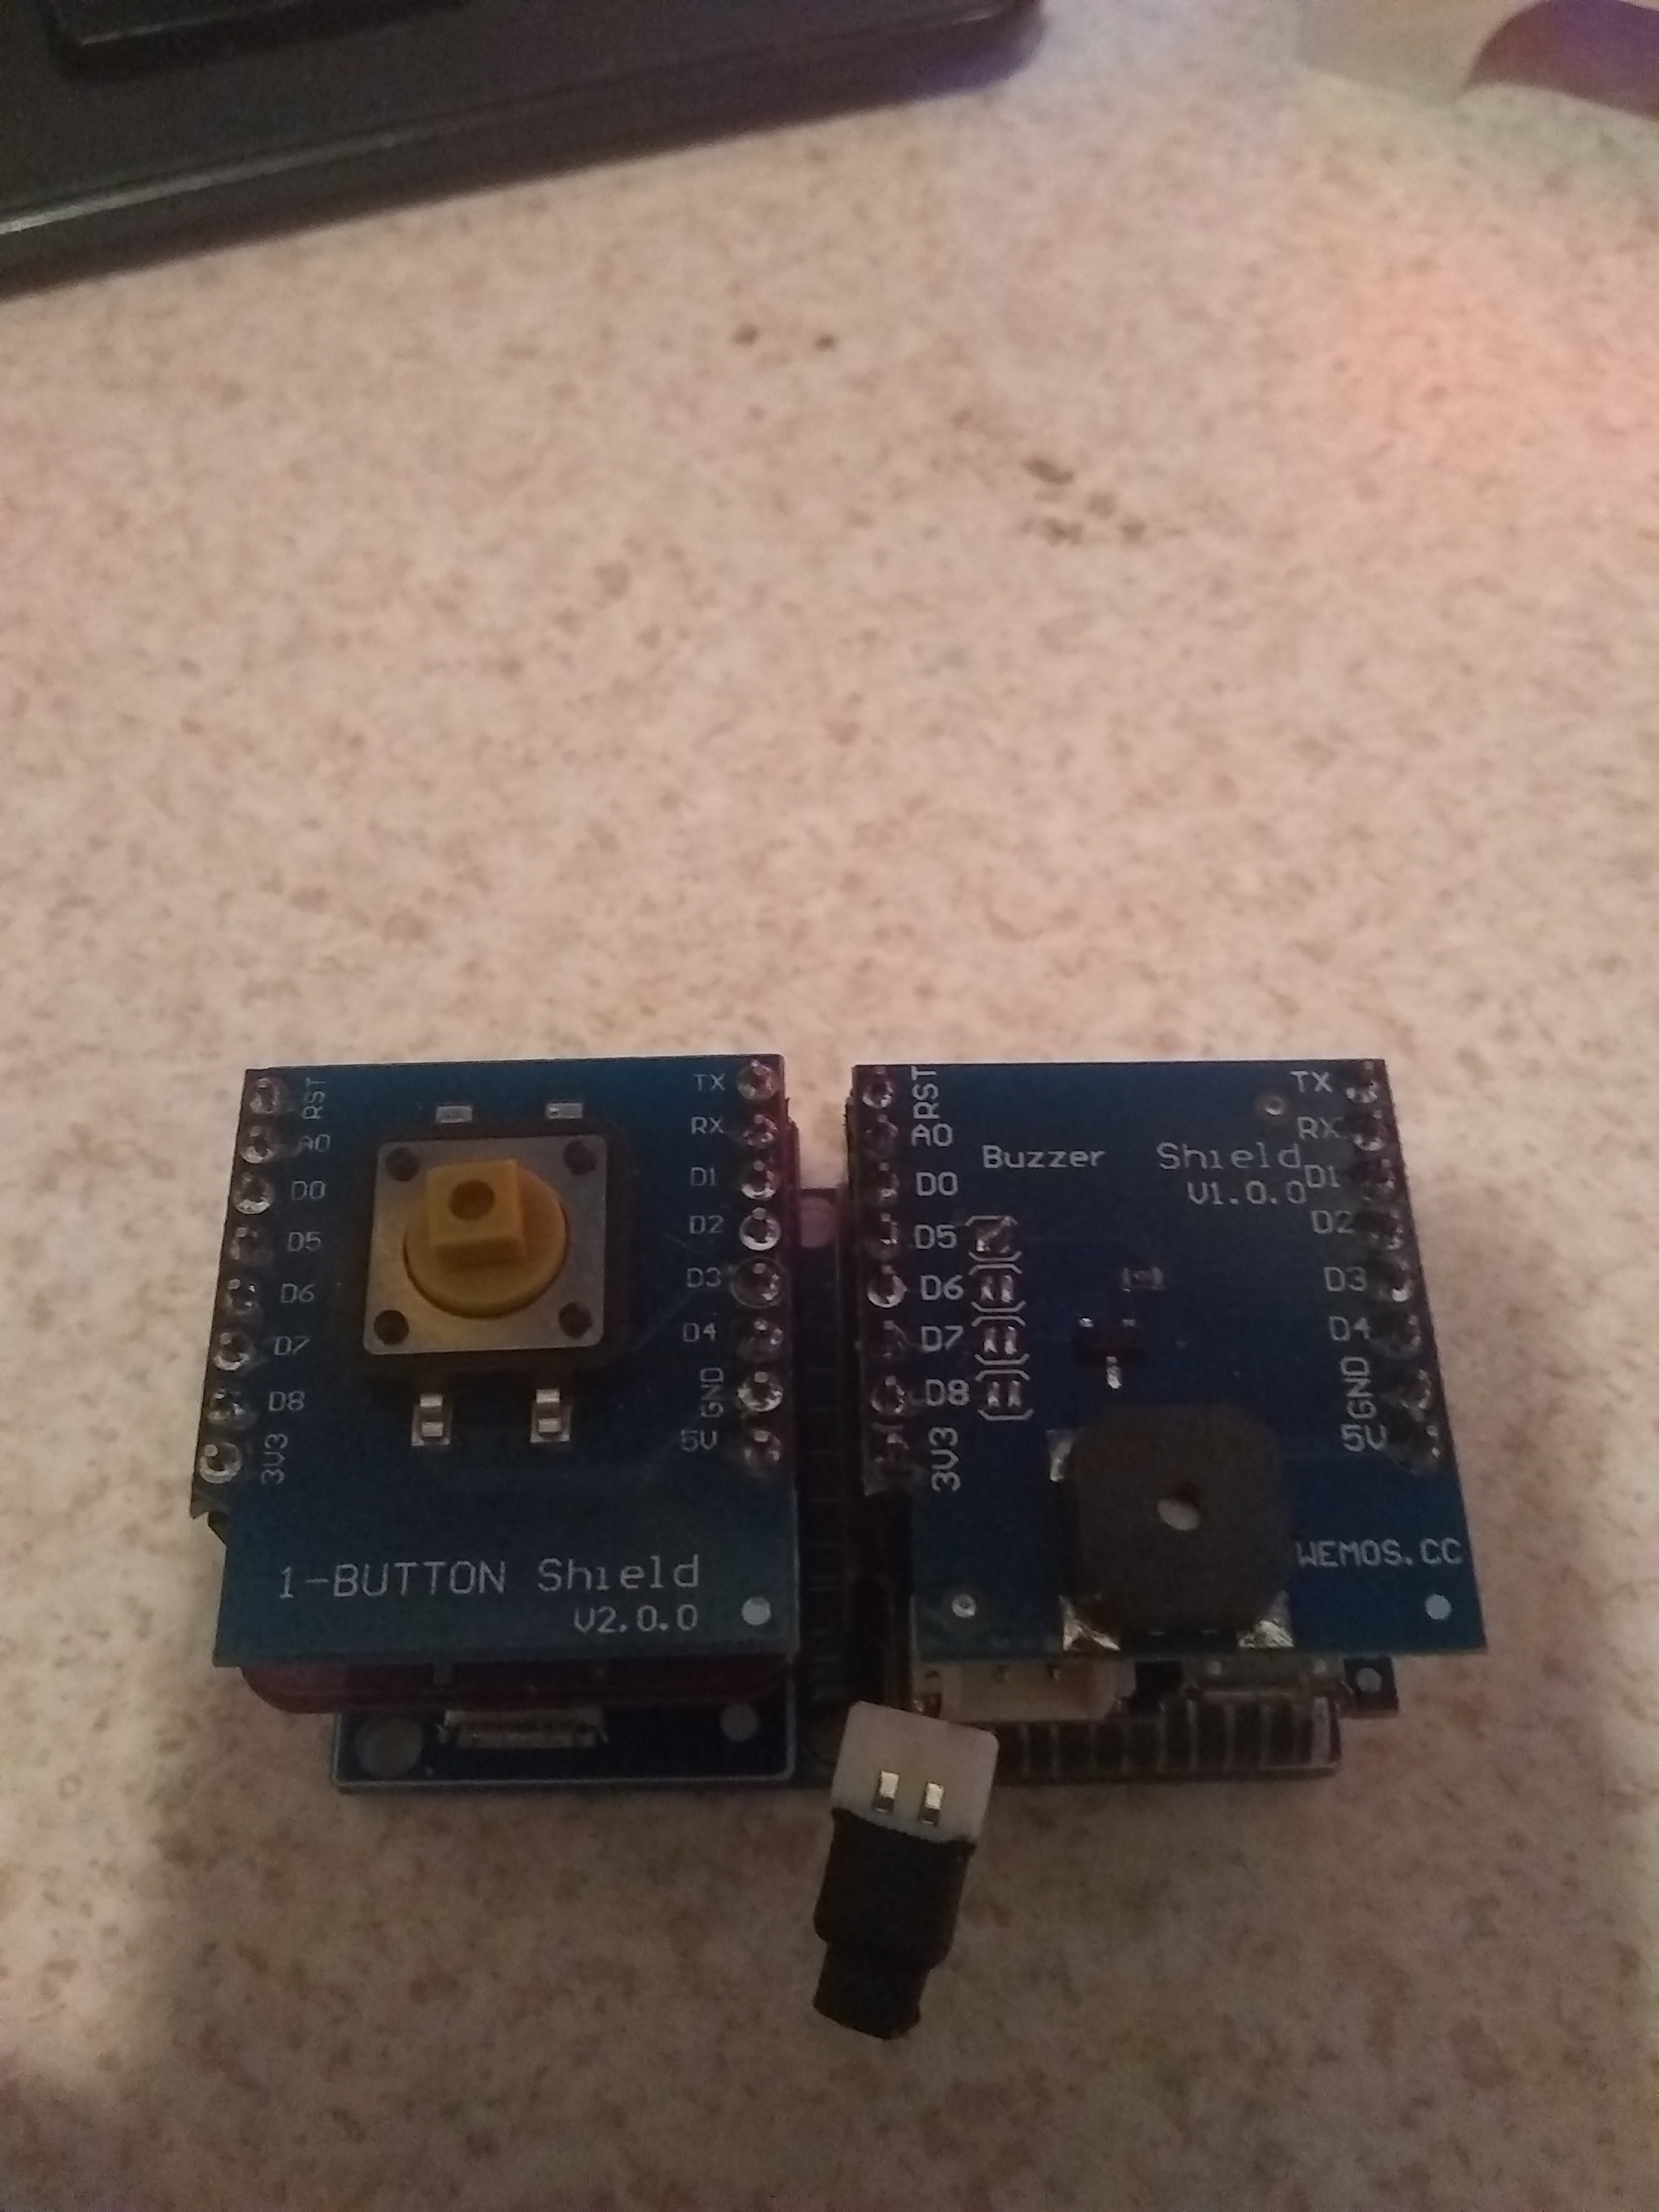 RST
A0
D0
D5
D6
D7
D8
3V3
TX
RX
D1
D2
D3
D4
GND
5V
1-BUTTON Shield
V2.0.0
RST
A0
D0
D5
D6
D7
D8
3V3
Buzzer Shield
V1.0.0
TX
RX
D1
D2
D3
D4
GND
5V
WEMOS.CC